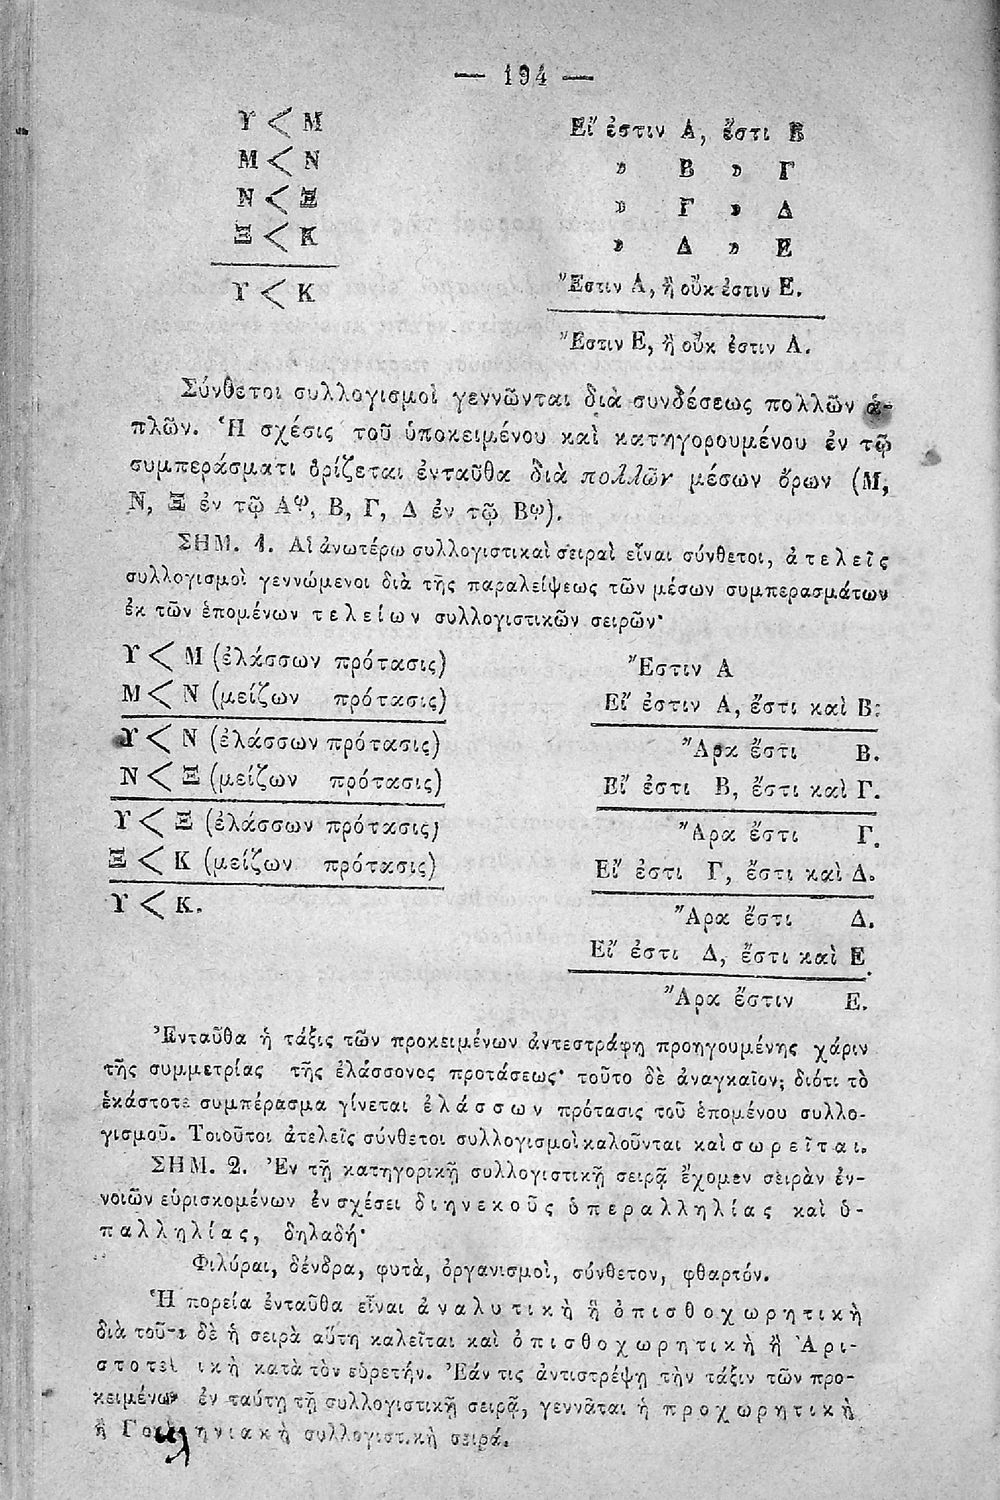 — 194 —
Υ < Μ
Μ < Ν
Ν < Ξ
Ξ < Κ
Υ < Κ
Εἴ ἐστιν Α, ἔστι Β
» Β » Γ
» Γ » Δ
» Δ » Ε
Ἔστιν Α, ἢ οὔκ ἐστιν Ε.
Ἔστιν Ε, ἢ οὔκ ἐστιν Α.
Σύνθετοι συλλογισμοὶ γεννῶνται διὰ συνδέσεως πολλῶν ἁ-
πλῶν. Ἡ σχέσις τοῦ ὑποκειμένου καὶ κατηγορουμένου ἐν τῷ
συμπεράσματι ὁρίζεται ἐνταῦθα διὰ πολλῶν μέσων ὅρων (Μ,
Ν, Ξ ἐν τῷ Αῳ, Β, Γ, Δ ἐν τῷ Βῳ).
ΣΗΜ. 1. Αἱ ἀνωτέρω συλλογιστικαὶ σειραὶ εἶναι σύνθετοι, ἀτελεῖς
συλλογισμοὶ γεννώμενοι διὰ τῆς παραλείψεως τῶν μέσων συμπερασμάτων
ἐκ τῶν ἑπομένων τελείων συλλογιστικῶν σειρῶν·
Υ < Μ (ἐλάσσων πρότασις)
Μ < Ν (μείζων πρότασις)
Υ < Ν (ἐλάσσων πρότασις)
Ν < Ξ (μείζων πρότασις)
Υ < Ξ (ἐλάσσων πρότασις)
Ξ < Κ (μείζων πρότασις)
Υ < Κ.
Ἔστιν Α
Εἴ ἐστιν Α, ἔστι καὶ Β:
Ἄρα ἔστι Β.
Εἴ ἐστι Β, ἔστι καὶ Γ.
Ἄρα ἔστι Γ.
Εἴ ἐστι Γ, ἔστι καὶ Δ.
Ἄρα ἔστι Δ.
Εἴ ἐστι Δ, ἔστι καὶ Ε.
Ἄρα ἔστιν Ε.
Ἐνταῦθα ἡ τάξις τῶν προκειμένων ἀντεστράφη προηγουμένης χάριν
τῆς συμμετρίας τῆς ἐλάσσονος προτάσεως· τοῦτο δὲ ἀναγκαῖον; διότι τὸ
ἑκάστοτε συμπέρασμα γίνεται ἐλάσσων πρότασις τοῦ ἑπομένου συλλο-
γισμοῦ. Τοιοῦτοι ἀτελεῖς σύνθετοι συλλογισμοὶ καλοῦνται καὶ σωρεῖται.
ΣΗΜ. 2. Ἐν τῇ κατηγορικῇ συλλογιστικῇ σειρᾷ ἔχομεν σειρὰν ἐν-
νοιῶν εὑρισκομένων ἐν σχέσει διηνεκοῦς ὑπεραλληλίας καὶ ὑ-
παλληλίας, δηλαδή·
Φιλύραι, δένδρα, φυτὰ, ὀργανισμοὶ, σύνθετον, φθαρτόν.
Ἡ πορεία ἐνταῦθα εἶναι ἀναλυτικὴ ἢ ὀπισθοχωρητικὴ
διὰ τοῦτο δὲ ἡ σειρὰ αὕτη καλεῖται καὶ ὀπισθοχωρητικὴ ἢ Ἀρι-
στοτελικὴ κατὰ τὸν εὑρετήν. Ἐάν τις ἀντιστρέψῃ τὴν τάξιν τῶν προ-
κειμένων ἐν ταύτῃ τῇ συλλογιστικῇ σειρᾷ, γεννᾶται ἡ προχωρητικὴ
ἢ συλλογιστικὴ σειρά.